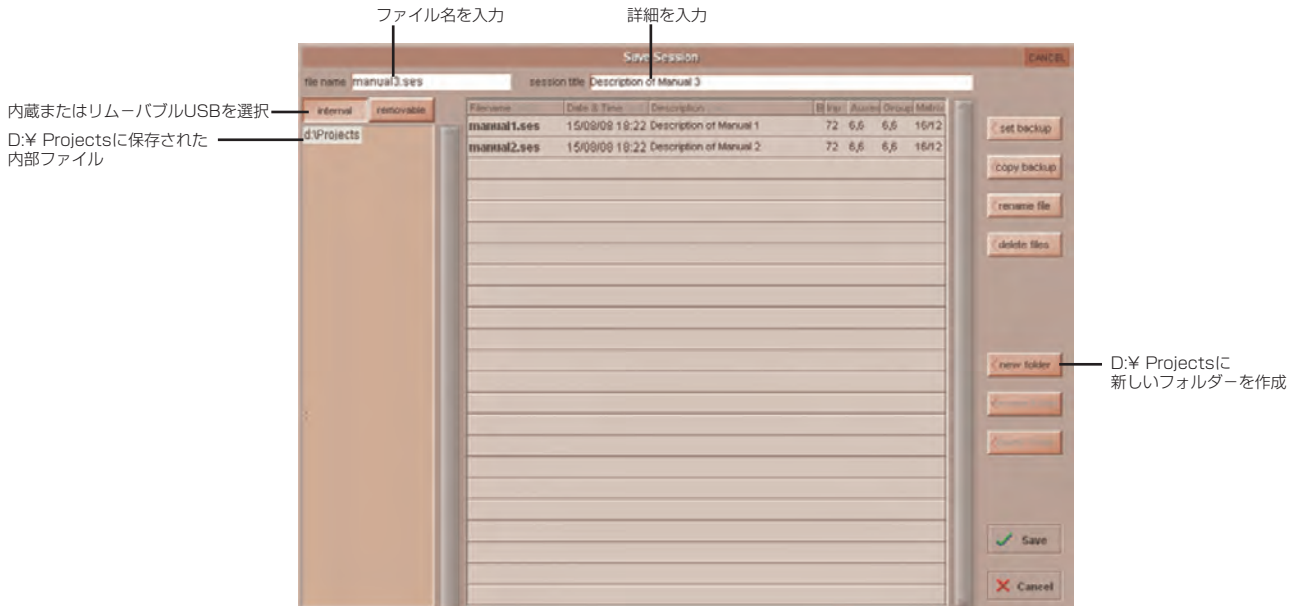 ファイル名を入力
詳細を入力
Save Session
CANCEL
file name manual3.ses
session title Description of Manual 3
内蔵またはリムーバブルUSBを選択
internal
removable
D:¥ Projectsに保存された
内部ファイル
d:\Projects
Filename Date & Time Description
manual1.ses 15/08/08 18:22 Description of Manual 1 72 6,6 6,6 16/12
manual2.ses 15/08/08 18:22 Description of Manual 2 72 6,6 6,6 16/12
set backup
copy backup
rename file
delete files
new folder
D:¥ Projectsに
新しいフォルダーを作成
Save
Cancel